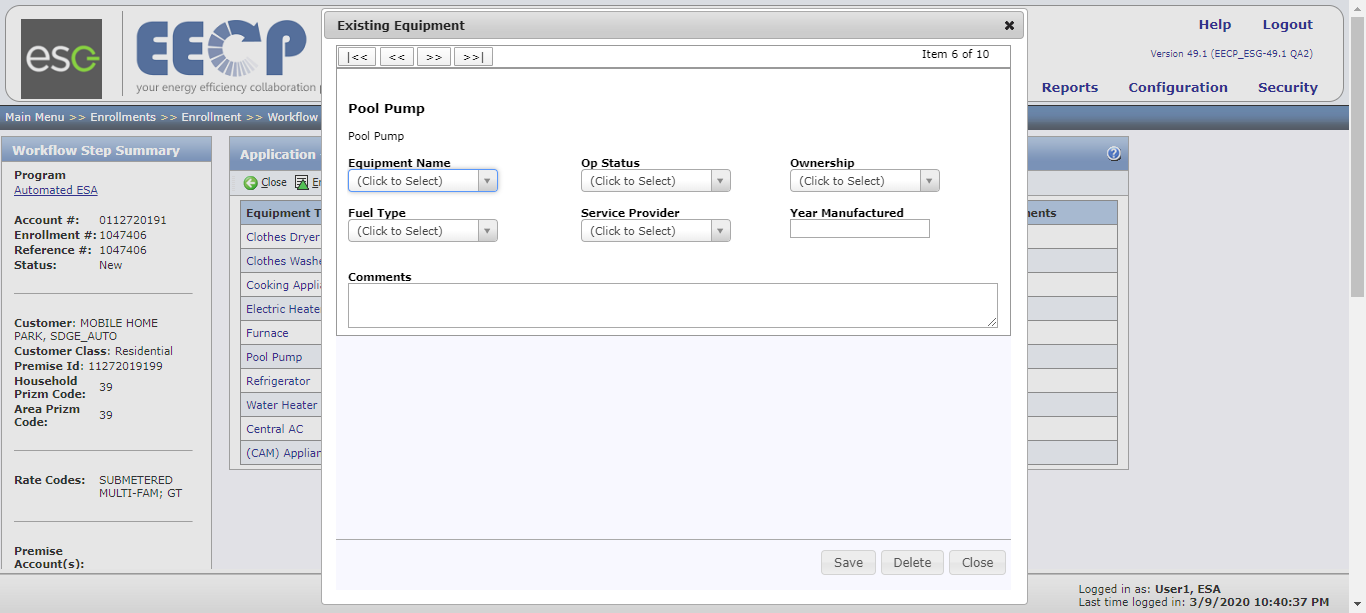 esg
EECP
your energy efficiency collaboration
Help Logout
Version 49.1 (EECP_ESG-49.1 QA2)
Reports Configuration Security
Main Menu >> Enrollments >> Enrollment >> Workflow
Workflow Step Summary
Program
Automated ESA
Account #: 0112720191
Enrollment #: 1047406
Reference #: 1047406
Status: New
Customer: MOBILE HOME
PARK, SDGE_AUTO
Customer Class: Residential
Premise Id: 11272019199
Household
Prizm Code: 39
Area Prizm
Code: 39
Rate Codes: SUBMETERED
MULTI-FAM; GT
Premise
Account(s):
Application
Close
Equipment T
Clothes Dryer
Clothes Washe
Cooking Applia
Electric Heate
Furnace
Pool Pump
Refrigerator
Water Heater
Central AC
(CAM) Applian
ments
Existing Equipment
|<< << >> >>|
Item 6 of 10
Pool Pump
Pool Pump
Equipment Name Op Status Ownership
(Click to Select) (Click to Select) (Click to Select)
Fuel Type Service Provider Year Manufactured
(Click to Select) (Click to Select)
Comments
Save Delete Close
Logged in as: User1, ESA
Last time logged in: 3/9/2020 10:40:37 PM